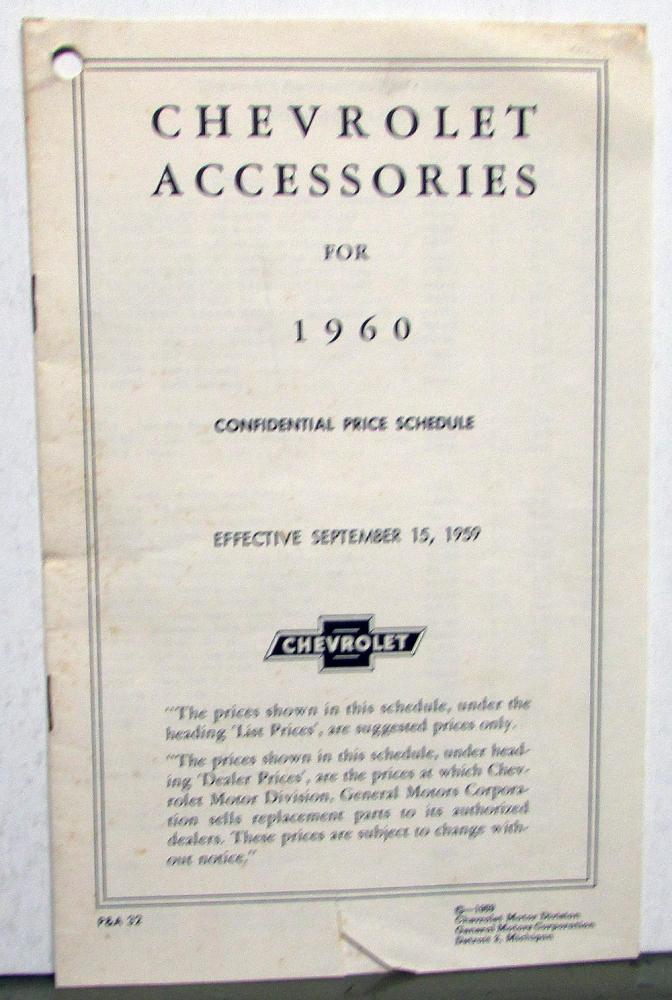 CHEVROLET
ACCESSORIES
FOR
1960
CONFIDENTIAL PRICE SCHEDULE
EFFECTIVE SEPTEMBER 15, 1959
CHEVROLET
"The prices shown in this schedule, under the
heading 'List Prices', are suggested prices only.
"The prices shown in this schedule, under head-
ing 'Dealer Prices', are the prices at which Chev-
rolet Motor Division, General Motors Corpora-
tion sells replacement parts to its authorized
dealers. These prices are subject to change with-
out notice."
P&A 32
Chevrolet Motor Division
General Motors Corporation
Detroit 2, Michigan